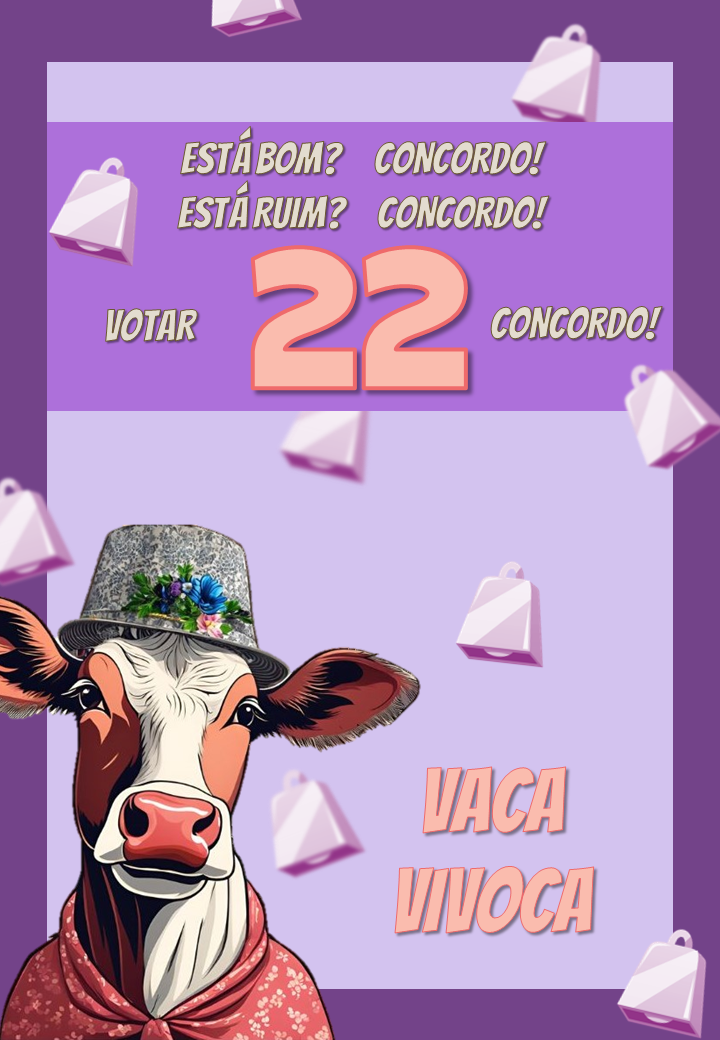 ESTÁ BOM? CONCORDO!
ESTÁ RUIM? CONCORDO!
VOTAR 22 CONCORDO!
VACA
VIVOCA